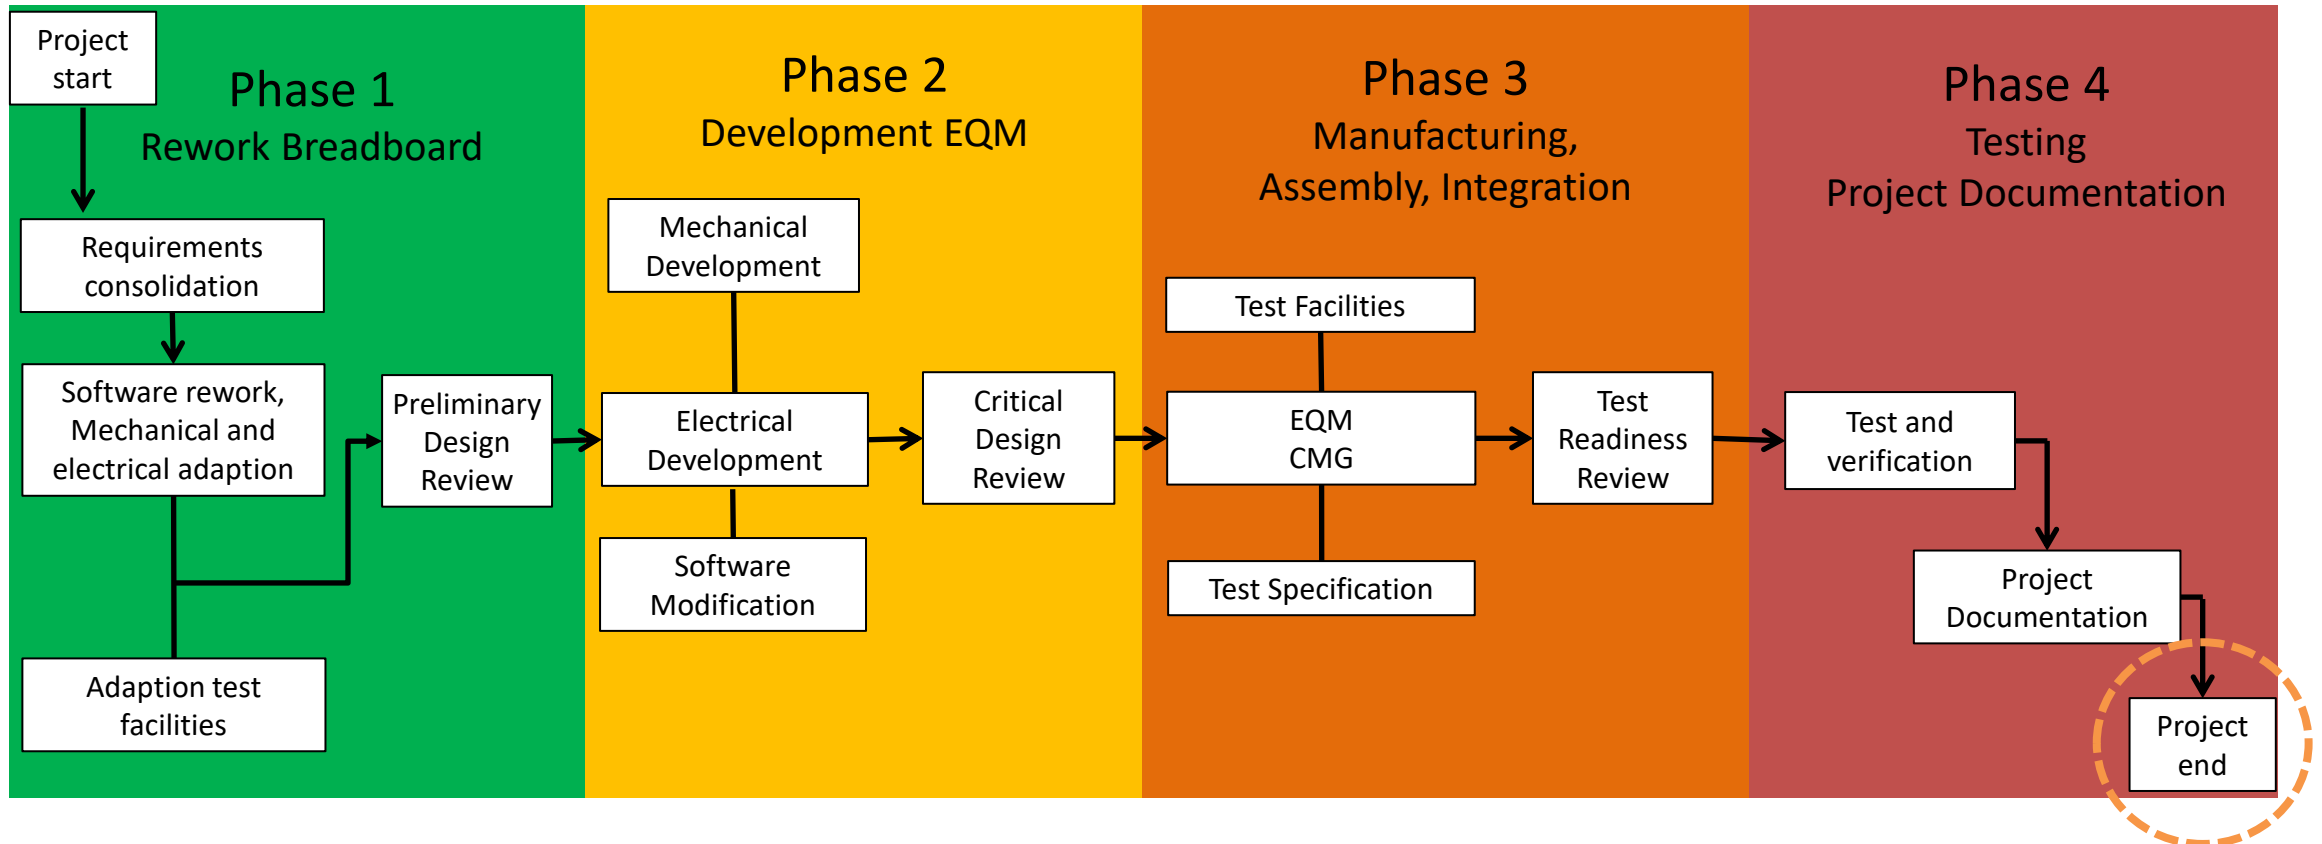 Project
start
Phase 1
Rework Breadboard
Requirements
consolidation
Software rework,
Mechanical and
electrical adaption
Adaption test
facilities
Preliminary
Design
Review
Phase 2
Development EQM
Mechanical
Development
Electrical
Development
Software
Modification
Critical
Design
Review
Phase 3
Manufacturing,
Assembly, Integration
Test Facilities
EQM
CMG
Test Specification
Test
Readiness
Review
Phase 4
Testing
Project Documentation
Test and
verification
Project
Documentation
Project
end